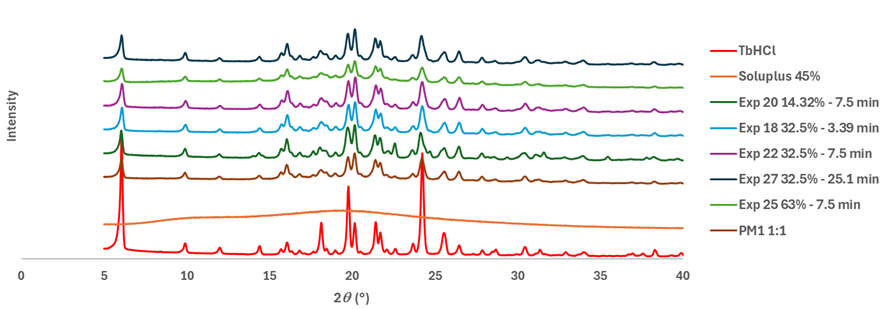 Intensity
0 5 10 15 20 25 30 35 40
2θ (°)
TbHCl
Soluplus 45%
Exp 20 14.32% - 7.5 min
Exp 18 32.5% - 3.39 min
Exp 22 32.5% - 7.5 min
Exp 27 32.5% - 25.1 min
Exp 25 63% - 7.5 min
PM1 1:1